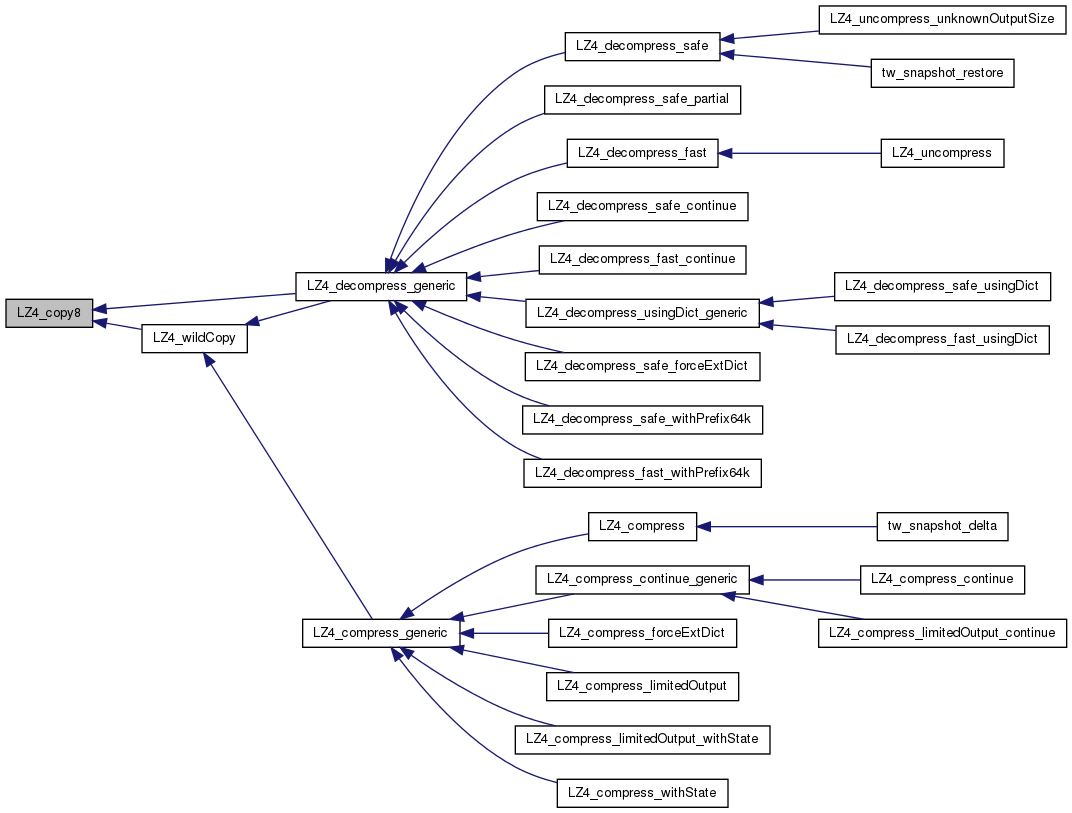 LZ4_uncompress_unknownOutputSize
LZ4_decompress_safe
tw_snapshot_restore
LZ4_decompress_safe_partial
LZ4_decompress_fast
LZ4_uncompress
LZ4_decompress_safe_continue
LZ4_decompress_fast_continue
LZ4_decompress_generic
LZ4_decompress_safe_usingDict
LZ4_copy8
LZ4_decompress_usingDict_generic
LZ4_wildCopy
LZ4_decompress_fast_usingDict
LZ4_decompress_safe_forceExtDict
LZ4_decompress_safe_withPrefix64k
LZ4_decompress_fast_withPrefix64k
LZ4_compress
tw_snapshot_delta
LZ4_compress_continue_generic
LZ4_compress_continue
LZ4_compress_generic
LZ4_compress_forceExtDict
LZ4_compress_limitedOutput_continue
LZ4_compress_limitedOutput
LZ4_compress_limitedOutput_withState
LZ4_compress_withState